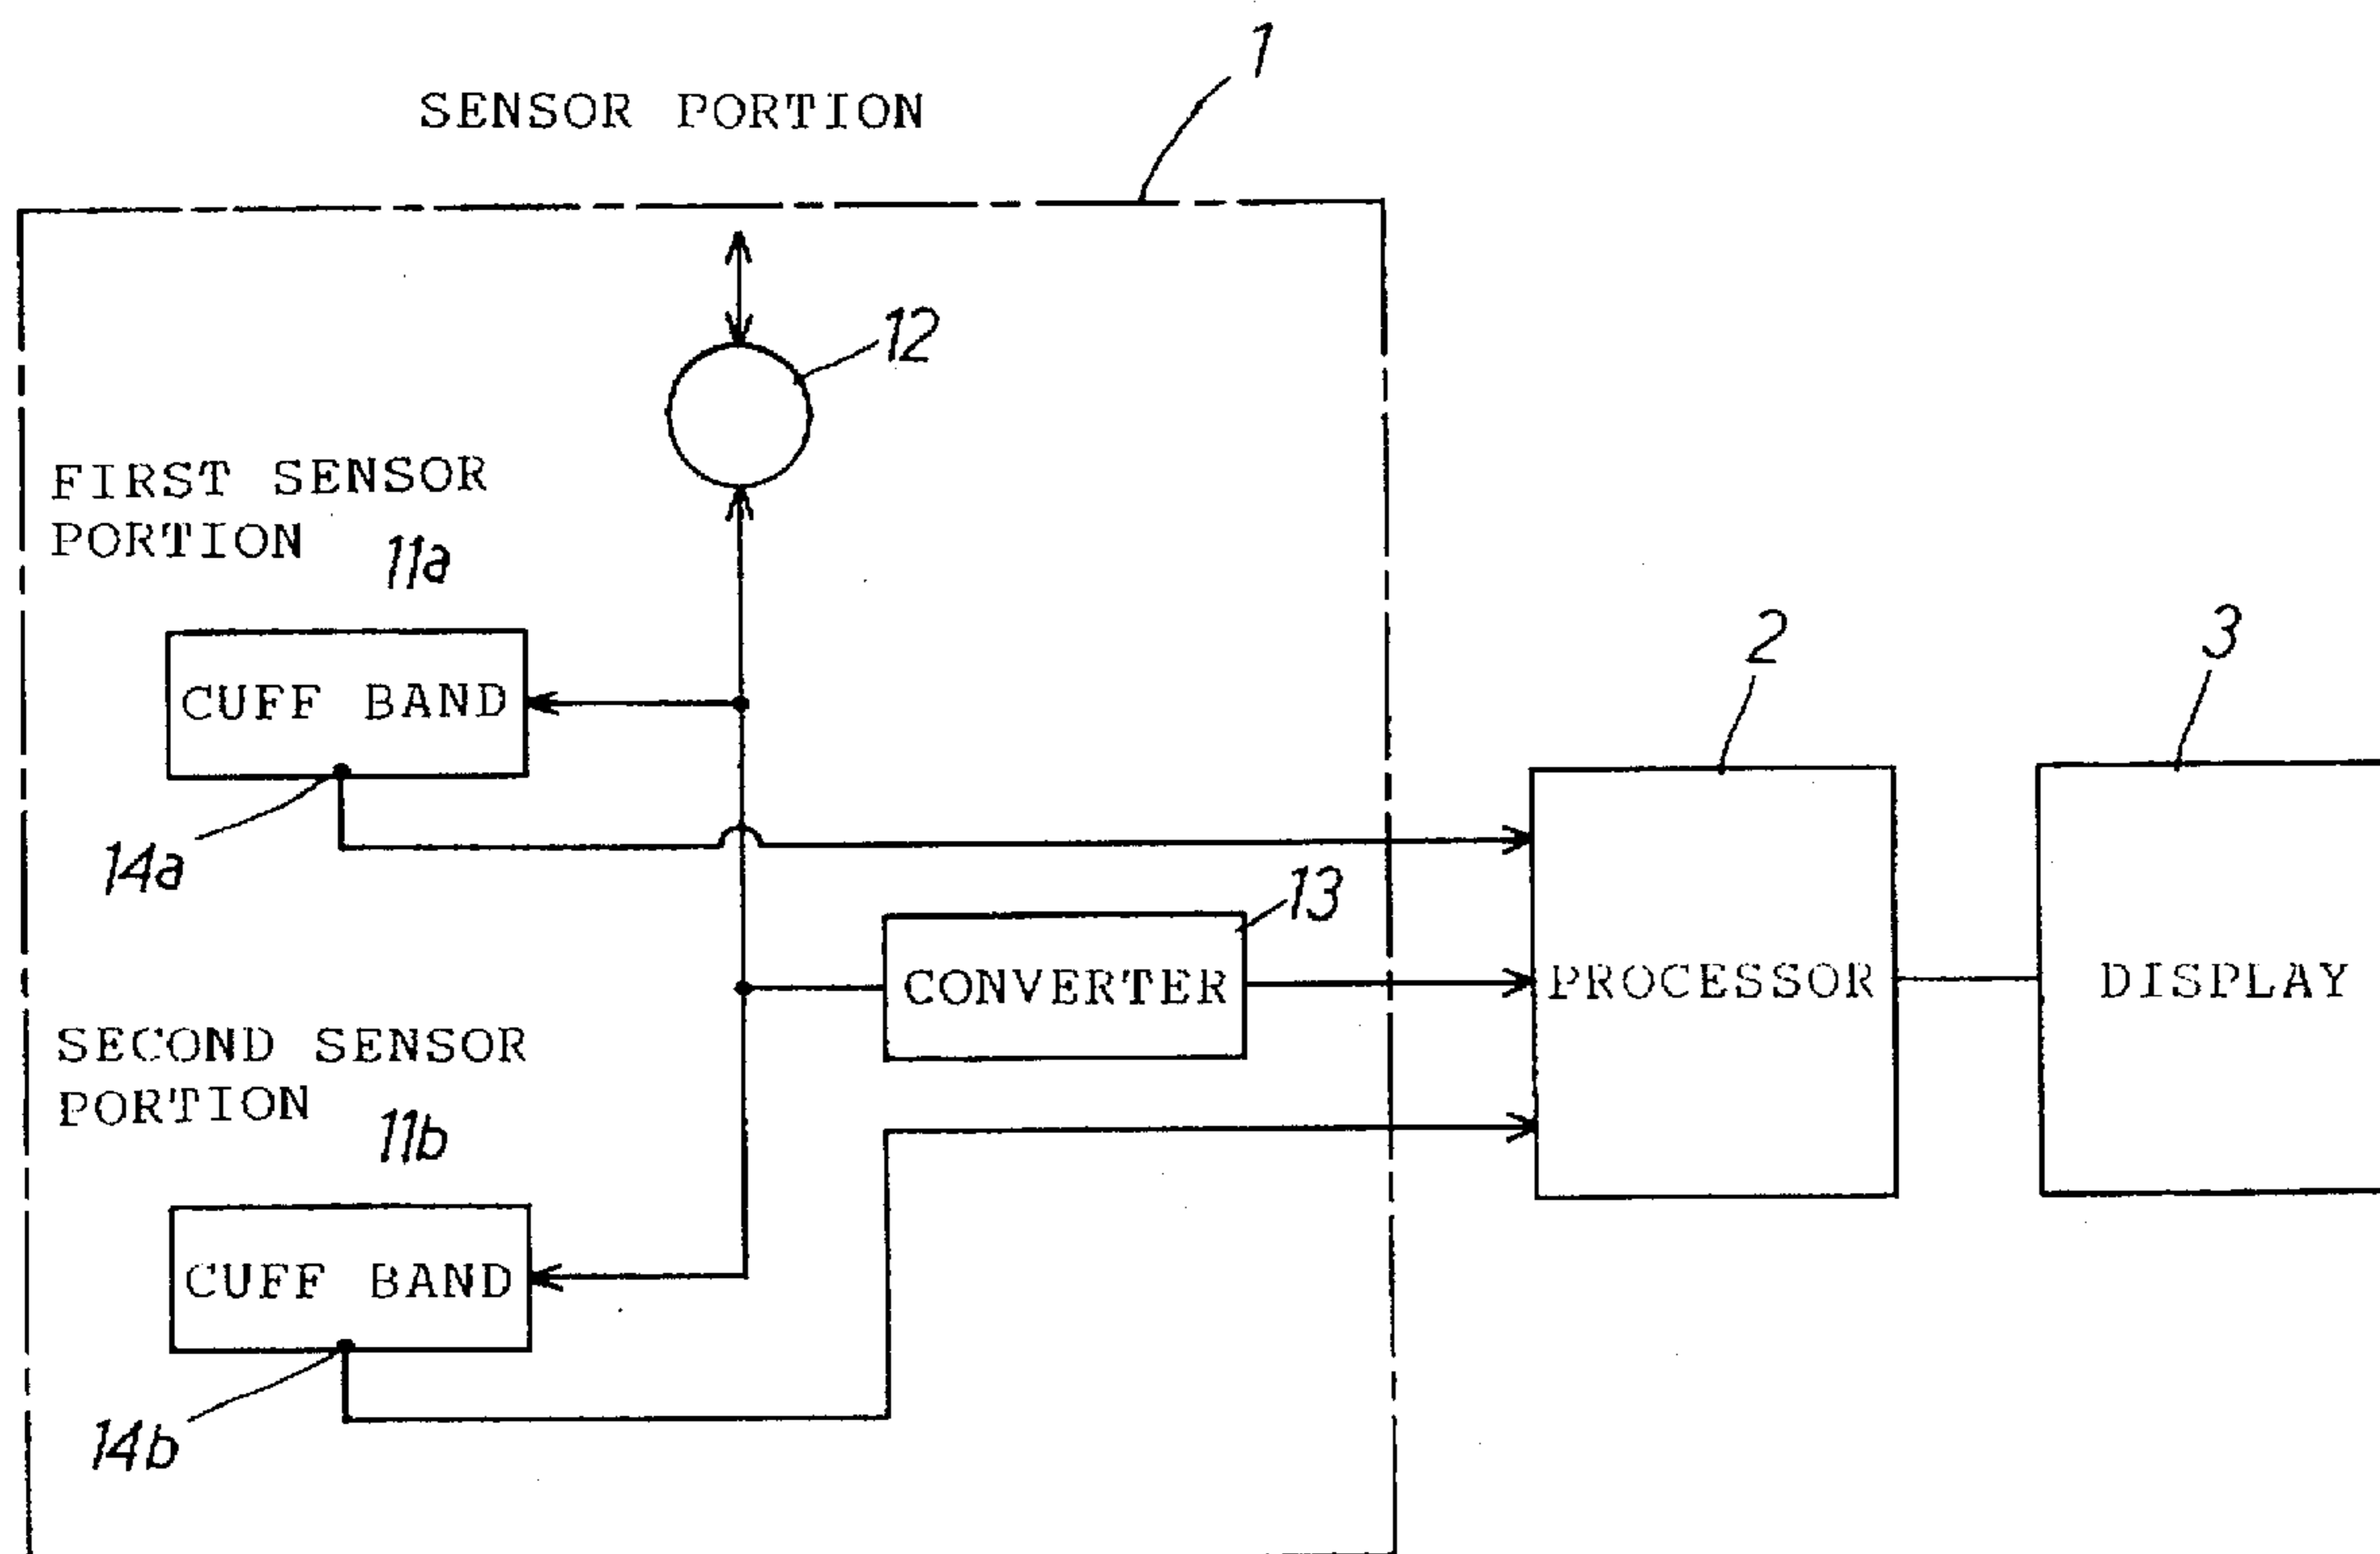 1
SENSOR PORTION
12
FIRST SENSOR
PORTION
11a
CUFF BAND
2
3
14a
13
CONVERTER
PROCESSOR
DISPLAY
SECOND SENSOR
PORTION
11b
CUFF BAND
14b